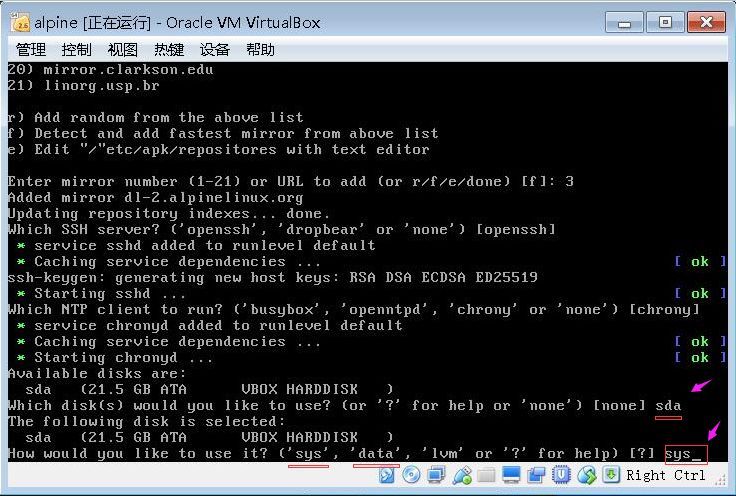 alpine [正在运行] - Oracle VM VirtualBox
管理 控制 视图 热键 设备 帮助
20) mirror.clarkson.edu
21) linorg.usp.br
r) Add random from the above list
f) Detect and add fastest mirror from above list
e) Edit "/"etc/apk/repositores with text editor
Enter mirror number (1-21) or URL to add (or r/f/e/done) [f]: 3
Added mirror dl-2.alpinelinux.org
Updating repository indexes... done.
Which SSH server? ('openssh', 'dropbear' or 'none') [openssh]
* service sshd added to runlevel default
* Caching service dependencies ... [ ok ]
ssh-keygen: generating new host keys: RSA DSA ECDSA ED25519
* Starting sshd ... [ ok ]
Which NTP client to run? ('busybox', 'openntpd', 'chrony' or 'none') [chrony]
* service chronyd added to runlevel default
* Caching service dependencies ... [ ok ]
* Starting chronyd ... [ ok ]
Available disks are:
sda (21.5 GB ATA VBOX HARDDISK )
Which disk(s) would you like to use? (or '?' for help or 'none') [none] sda
The following disk is selected:
sda (21.5 GB ATA VBOX HARDDISK )
How would you like to use it? ('sys', 'data', 'lvm' or '?' for help) [?] sys_
Right Ctrl